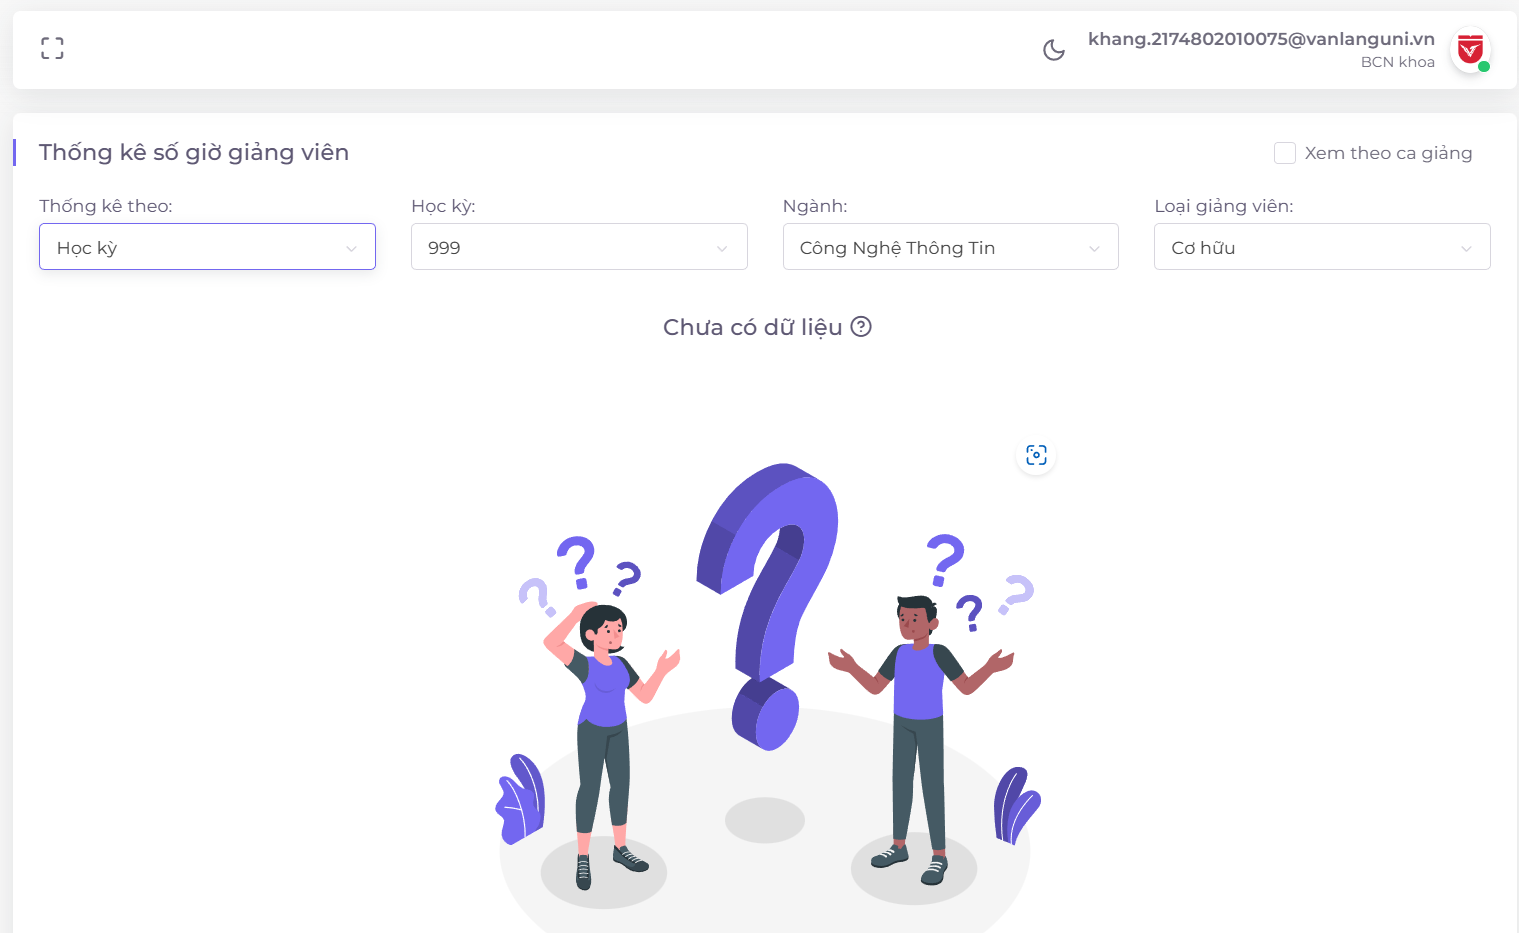 khang.2174802010075@vanlanguni.vn
BCN khoa
Thống kê số giờ giảng viên
Xem theo ca giảng
Thống kê theo:
Học kỳ:
Ngành:
Loại giảng viên:
Học kỳ
999
Công Nghệ Thông Tin
Cơ hữu
Chưa có dữ liệu